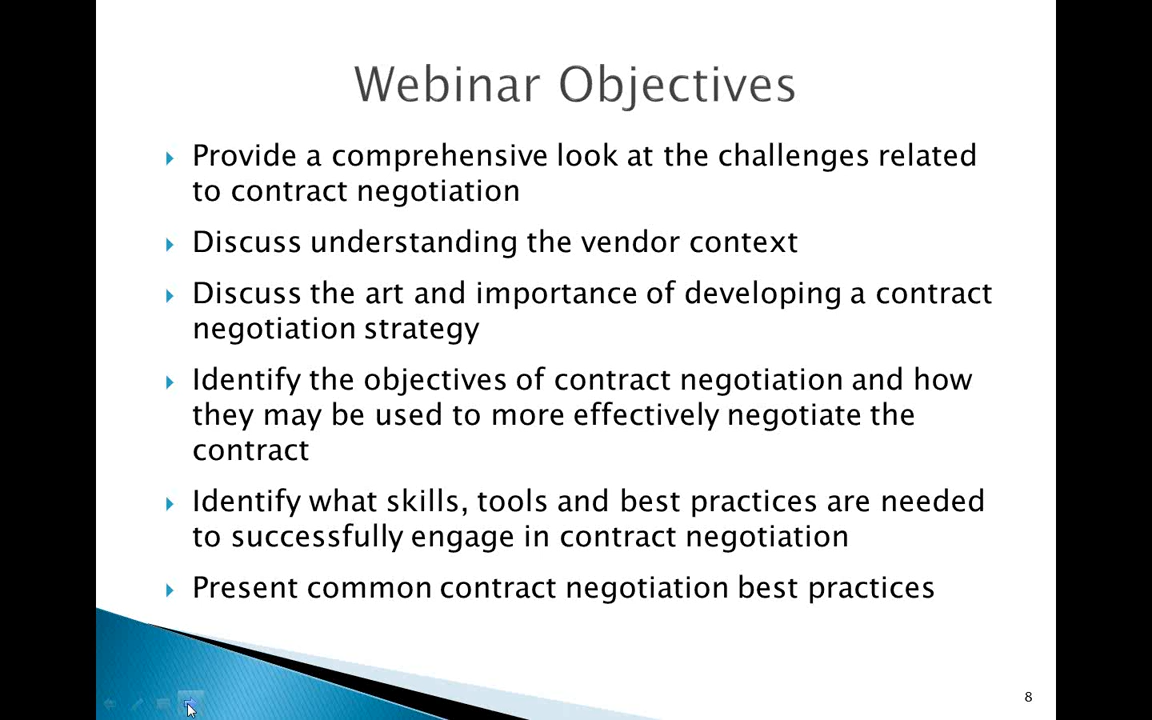 Webinar Objectives
Provide a comprehensive look at the challenges related
to contract negotiation
Discuss understanding the vendor context
Discuss the art and importance of developing a contract
negotiation strategy
Identify the objectives of contract negotiation and how
they may be used to more effectively negotiate the
contract
Identify what skills, tools and best practices are needed
to successfully engage in contract negotiation
Present common contract negotiation best practices
8